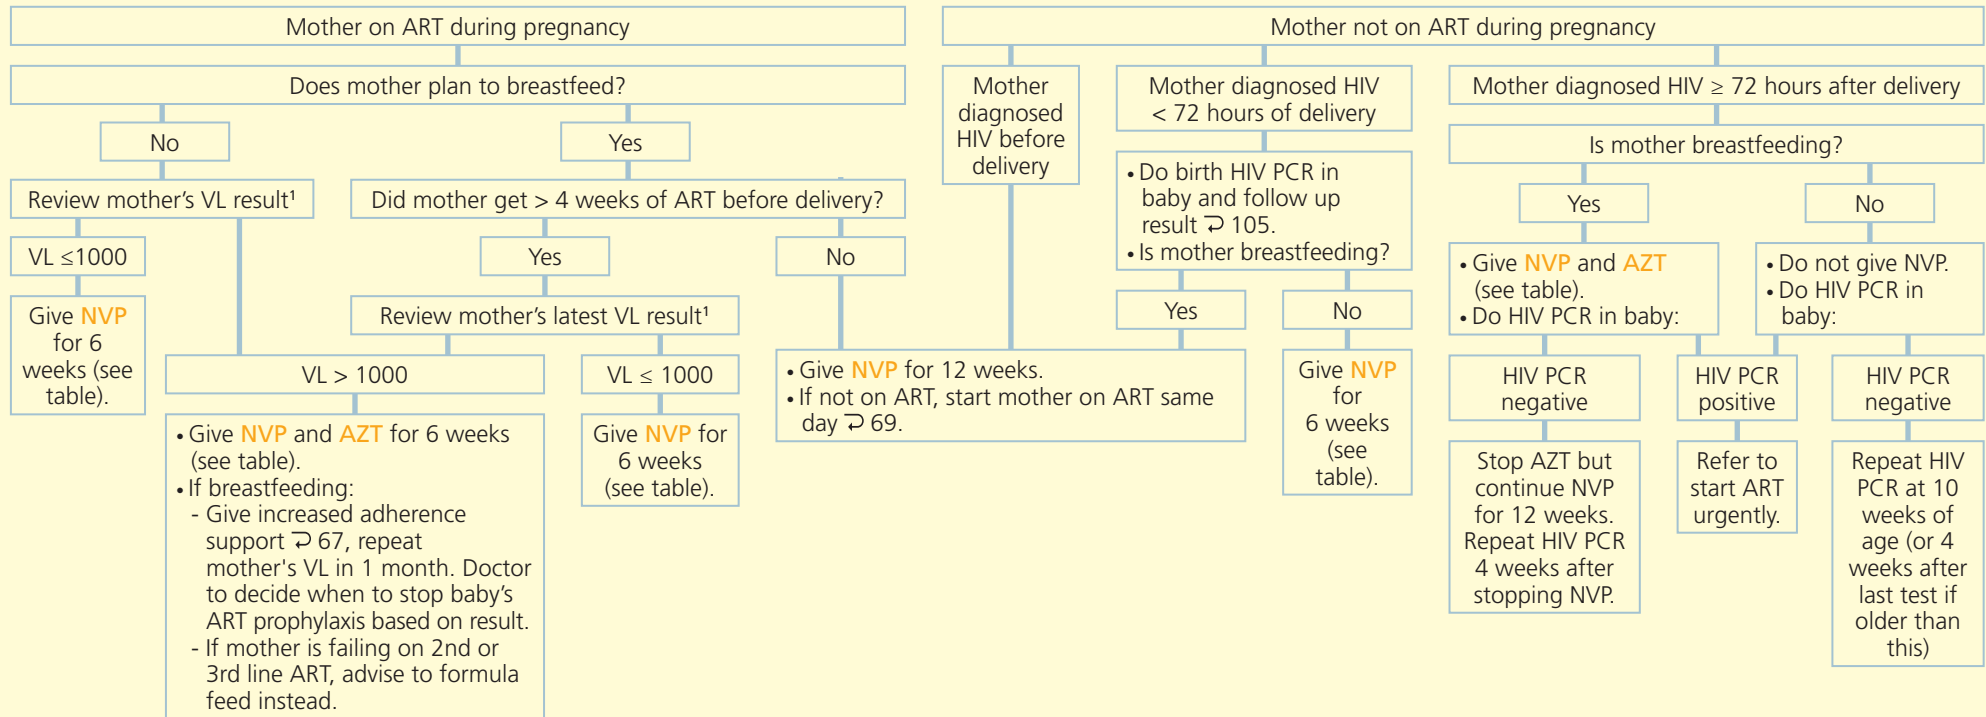 Mother on ART during pregnancy
Does mother plan to breastfeed?
No
Yes
Review mother's VL result¹
Did mother get > 4 weeks of ART before delivery?
VL ≤1000
Yes
No
Give NVP
for 6
weeks (see
table).
Review mother's latest VL result¹
VL > 1000
VL ≤ 1000
• Give NVP and AZT for 6 weeks
(see table).
• If breastfeeding:
- Give increased adherence
support ⮌ 67, repeat
mother's VL in 1 month. Doctor
to decide when to stop baby's
ART prophylaxis based on result.
- If mother is failing on 2nd or
3rd line ART, advise to formula
feed instead.
Give NVP for
6 weeks
(see table).
Mother not on ART during pregnancy
Mother
diagnosed
HIV before
delivery
Mother diagnosed HIV
< 72 hours of delivery
• Do birth HIV PCR in
baby and follow up
result ⮌ 105.
• Is mother breastfeeding?
Yes
No
• Give NVP for 12 weeks.
• If not on ART, start mother on ART same
day ⮌ 69.
Give NVP
for
6 weeks
(see
table).
Mother diagnosed HIV ≥ 72 hours after delivery
Is mother breastfeeding?
Yes
No
• Give NVP and AZT
(see table).
• Do HIV PCR in baby:
• Do not give NVP.
• Do HIV PCR in
baby:
HIV PCR
negative
HIV PCR
positive
HIV PCR
negative
Stop AZT but
continue NVP
for 12 weeks.
Repeat HIV PCR
4 weeks after
stopping NVP.
Refer to
start ART
urgently.
Repeat HIV
PCR at 10
weeks of
age (or 4
weeks after
last test if
older than
this)